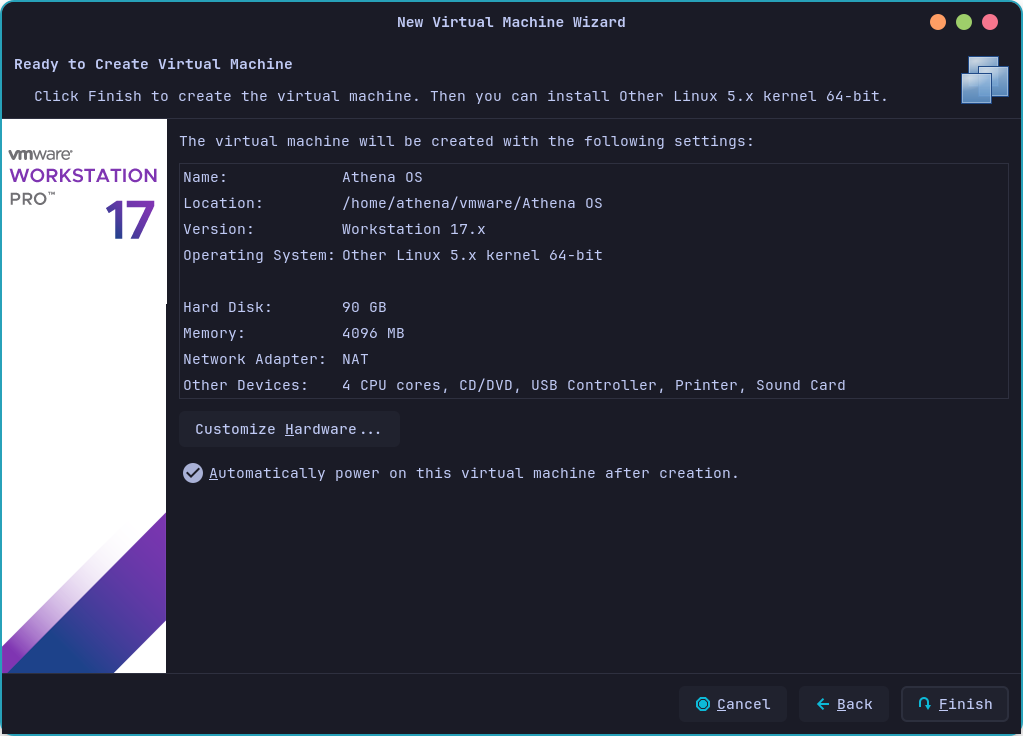 New Virtual Machine Wizard
Ready to Create Virtual Machine
Click Finish to create the virtual machine. Then you can install Other Linux 5.x kernel 64-bit.
vmware®
WORKSTATION
PRO™
17
The virtual machine will be created with the following settings:
Name: Athena OS
Location: /home/athena/vmware/Athena OS
Version: Workstation 17.x
Operating System: Other Linux 5.x kernel 64-bit
Hard Disk: 90 GB
Memory: 4096 MB
Network Adapter: NAT
Other Devices: 4 CPU cores, CD/DVD, USB Controller, Printer, Sound Card
Customize Hardware...
Automatically power on this virtual machine after creation.
Cancel Back Finish